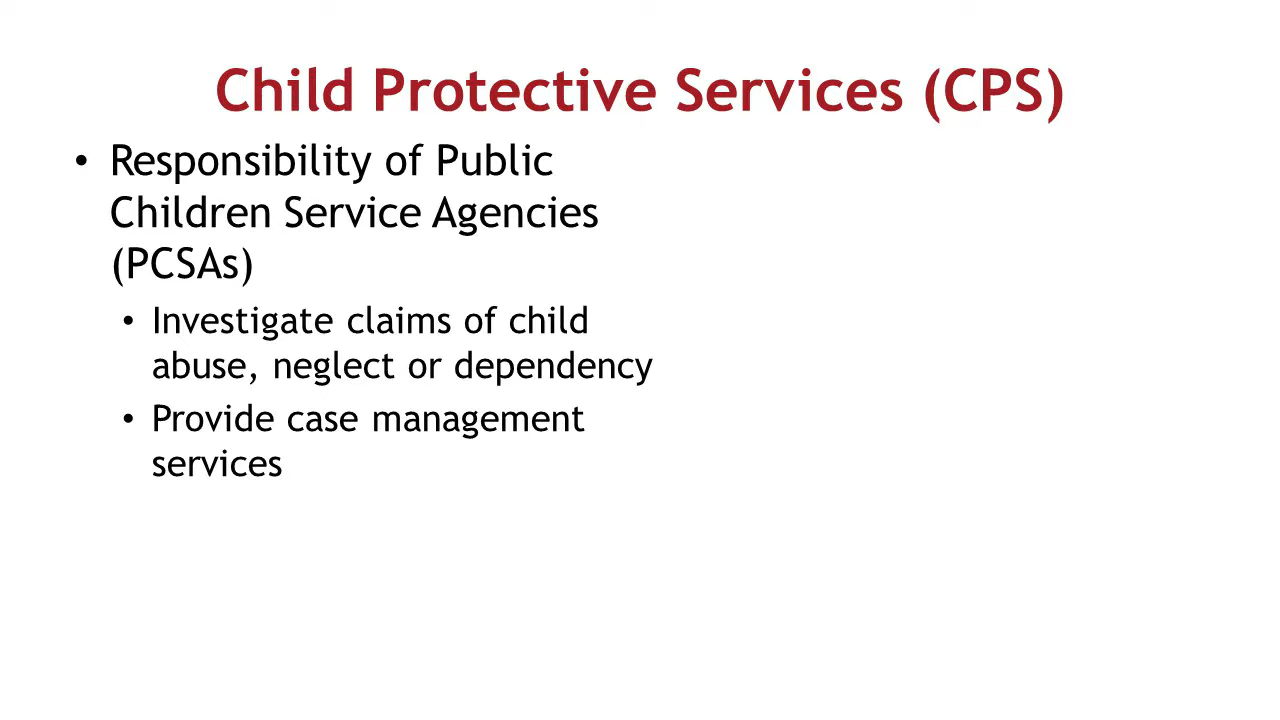 Child Protective Services (CPS)
• Responsibility of Public
Children Service Agencies
(PCSAs)
• Investigate claims of child
abuse, neglect or dependency
• Provide case management
services